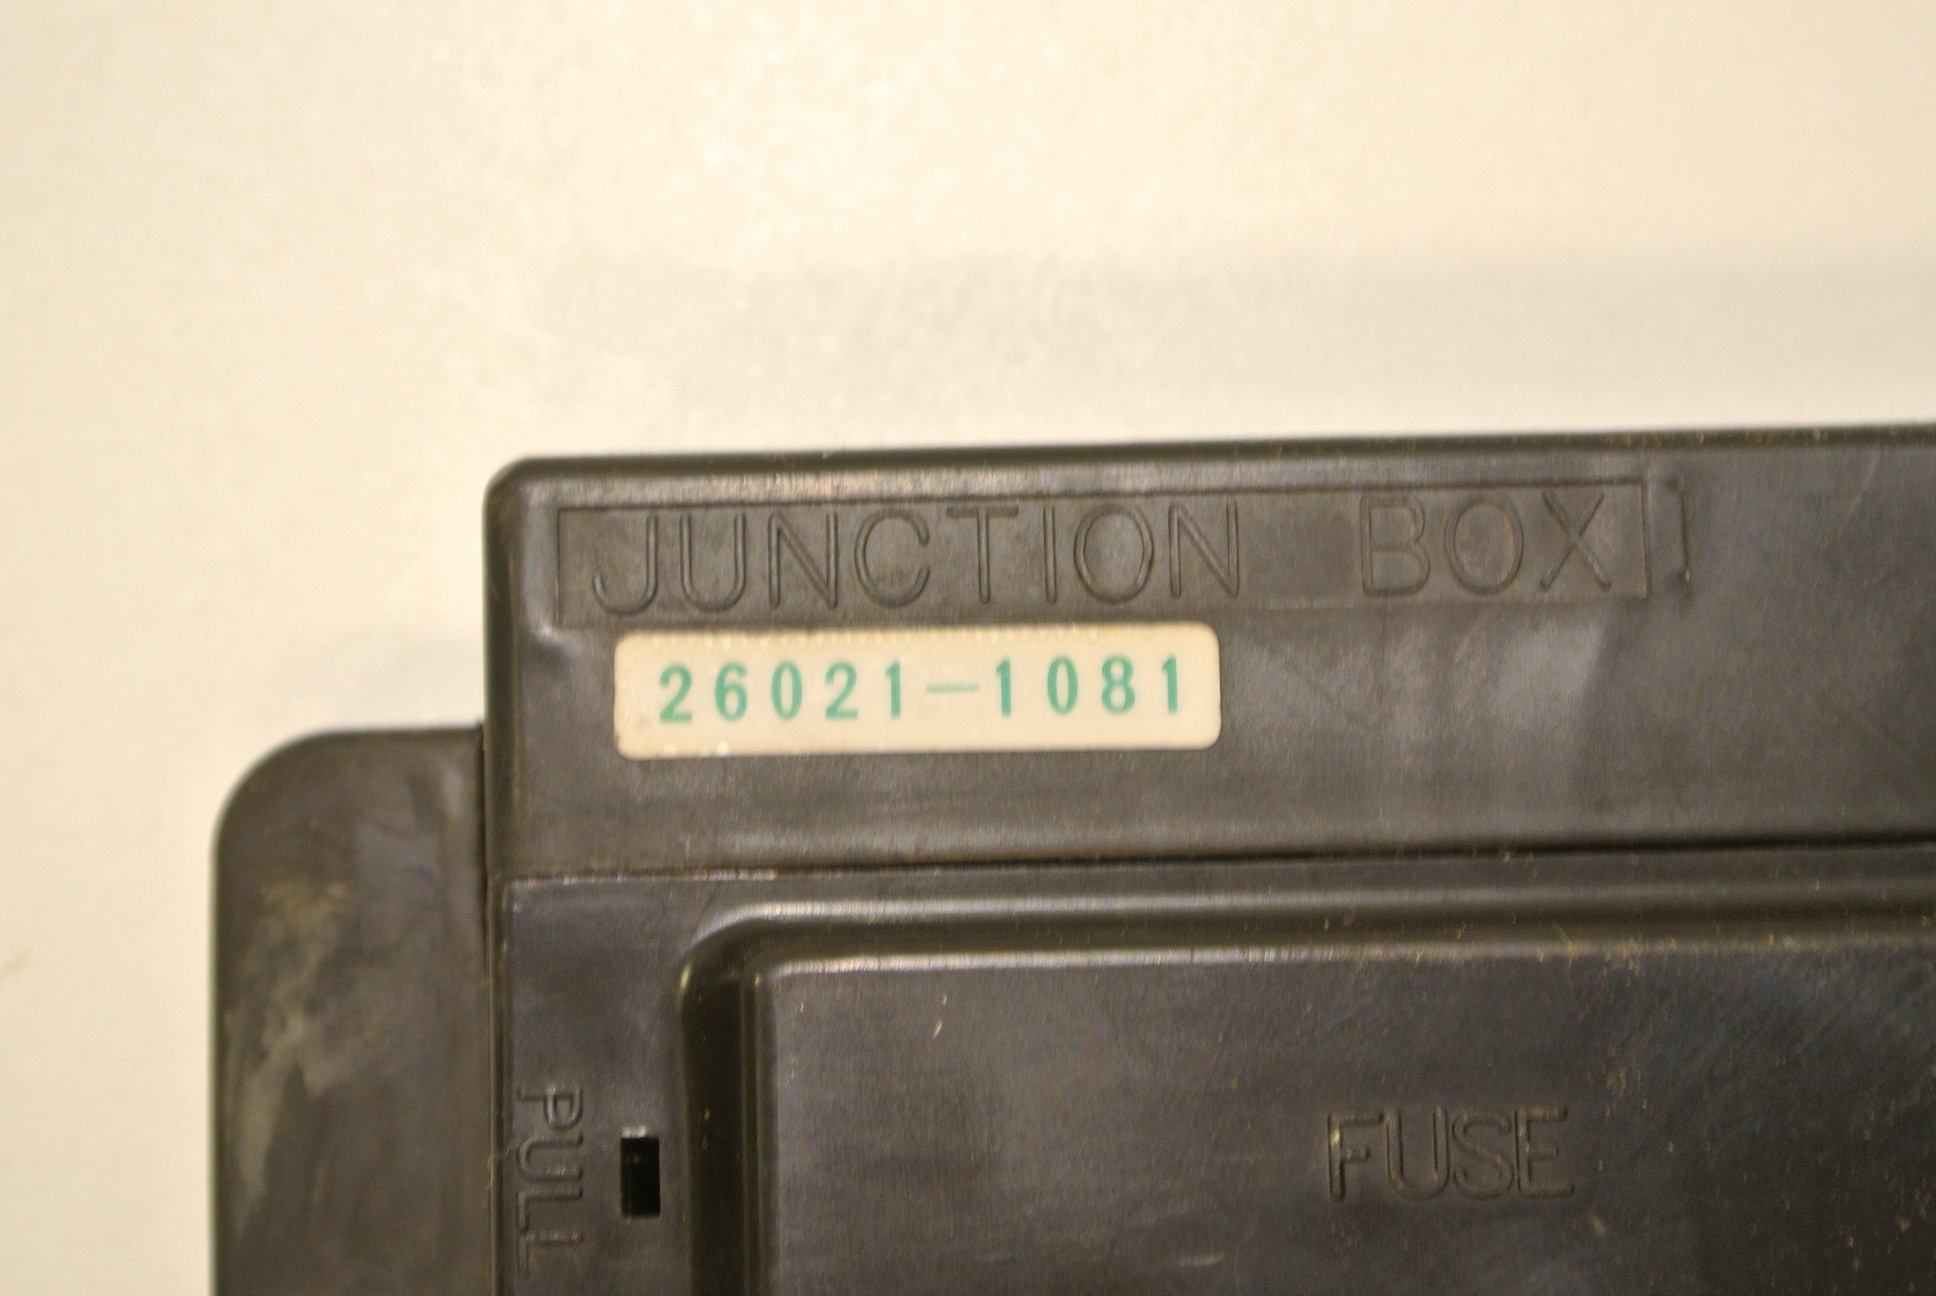 JUNCTION BOX
26021-1081
PULL
FUSE